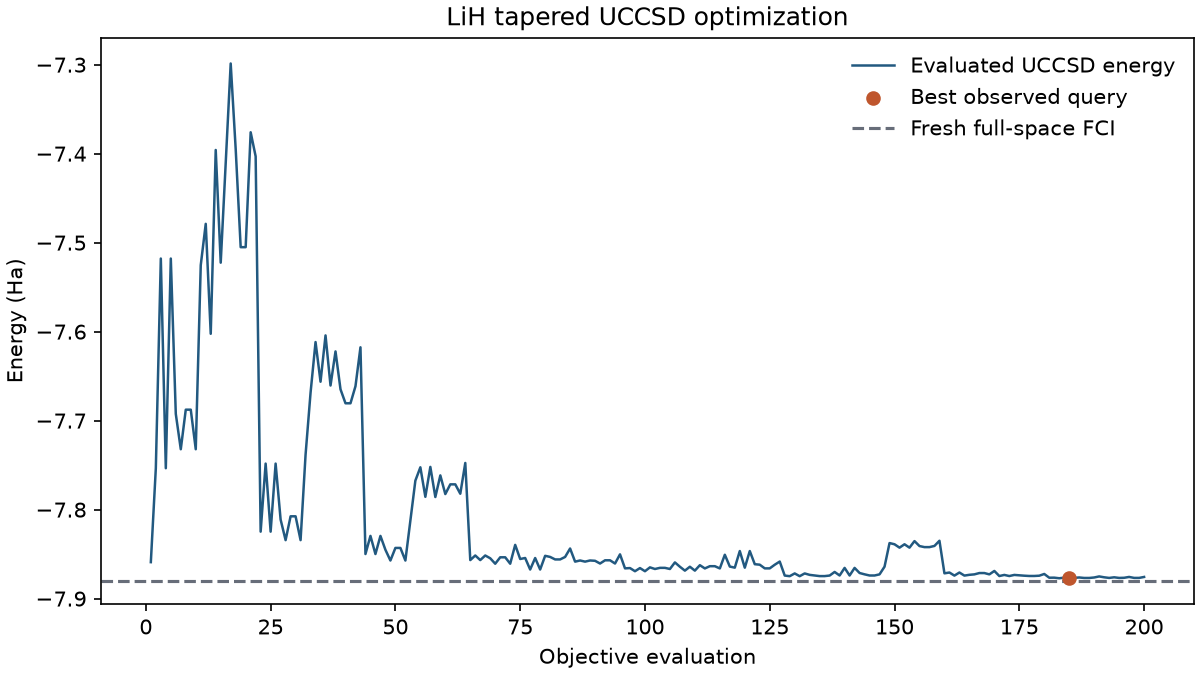 LiH tapered UCCSD optimization
Evaluated UCCSD energy
Best observed query
Fresh full-space FCI
Energy (Ha)
−7.3
−7.4
−7.5
−7.6
−7.7
−7.8
−7.9
0 25 50 75 100 125 150 175 200
Objective evaluation